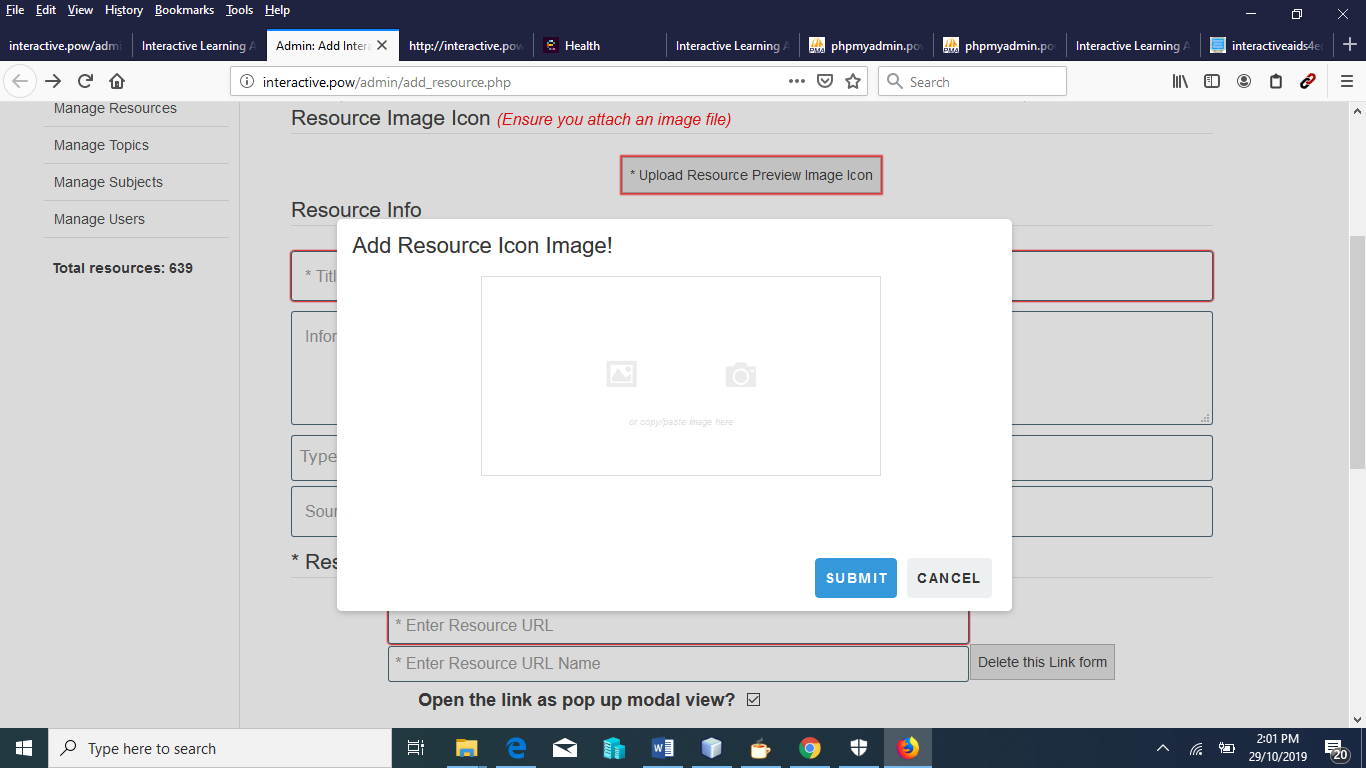 File Edit View History Bookmarks Tools Help
interactive.pow/admi Interactive Learning A Admin: Add Intera http://interactive.pow Health Interactive Learning A phpmyadmin.po phpmyadmin.po Interactive Learning A interactiveaids4e
interactive.pow/admin/add_resource.php Search
Manage Resources
Manage Topics
Manage Subjects
Manage Users
Total resources: 639
Resource Image Icon (Ensure you attach an image file)
* Upload Resource Preview Image Icon
Resource Info
* Titl
Infor
Type
Sour
* Res
Add Resource Icon Image!
or copy/paste image here
SUBMIT CANCEL
* Enter Resource URL
* Enter Resource URL Name
Delete this Link form
Open the link as pop up modal view?
Type here to search
2:01 PM
29/10/2019
20